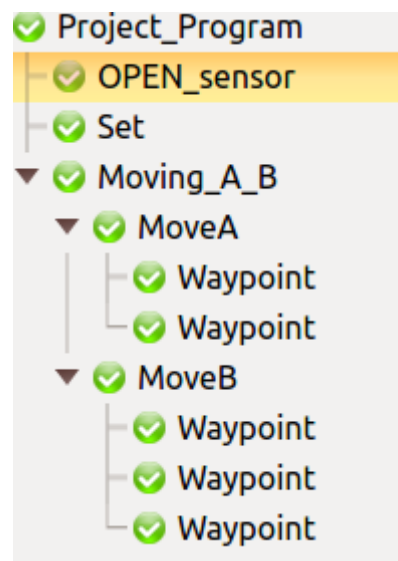 Project_Program
OPEN_sensor
Set
Moving_A_B
MoveA
Waypoint
Waypoint
MoveB
Waypoint
Waypoint
Waypoint